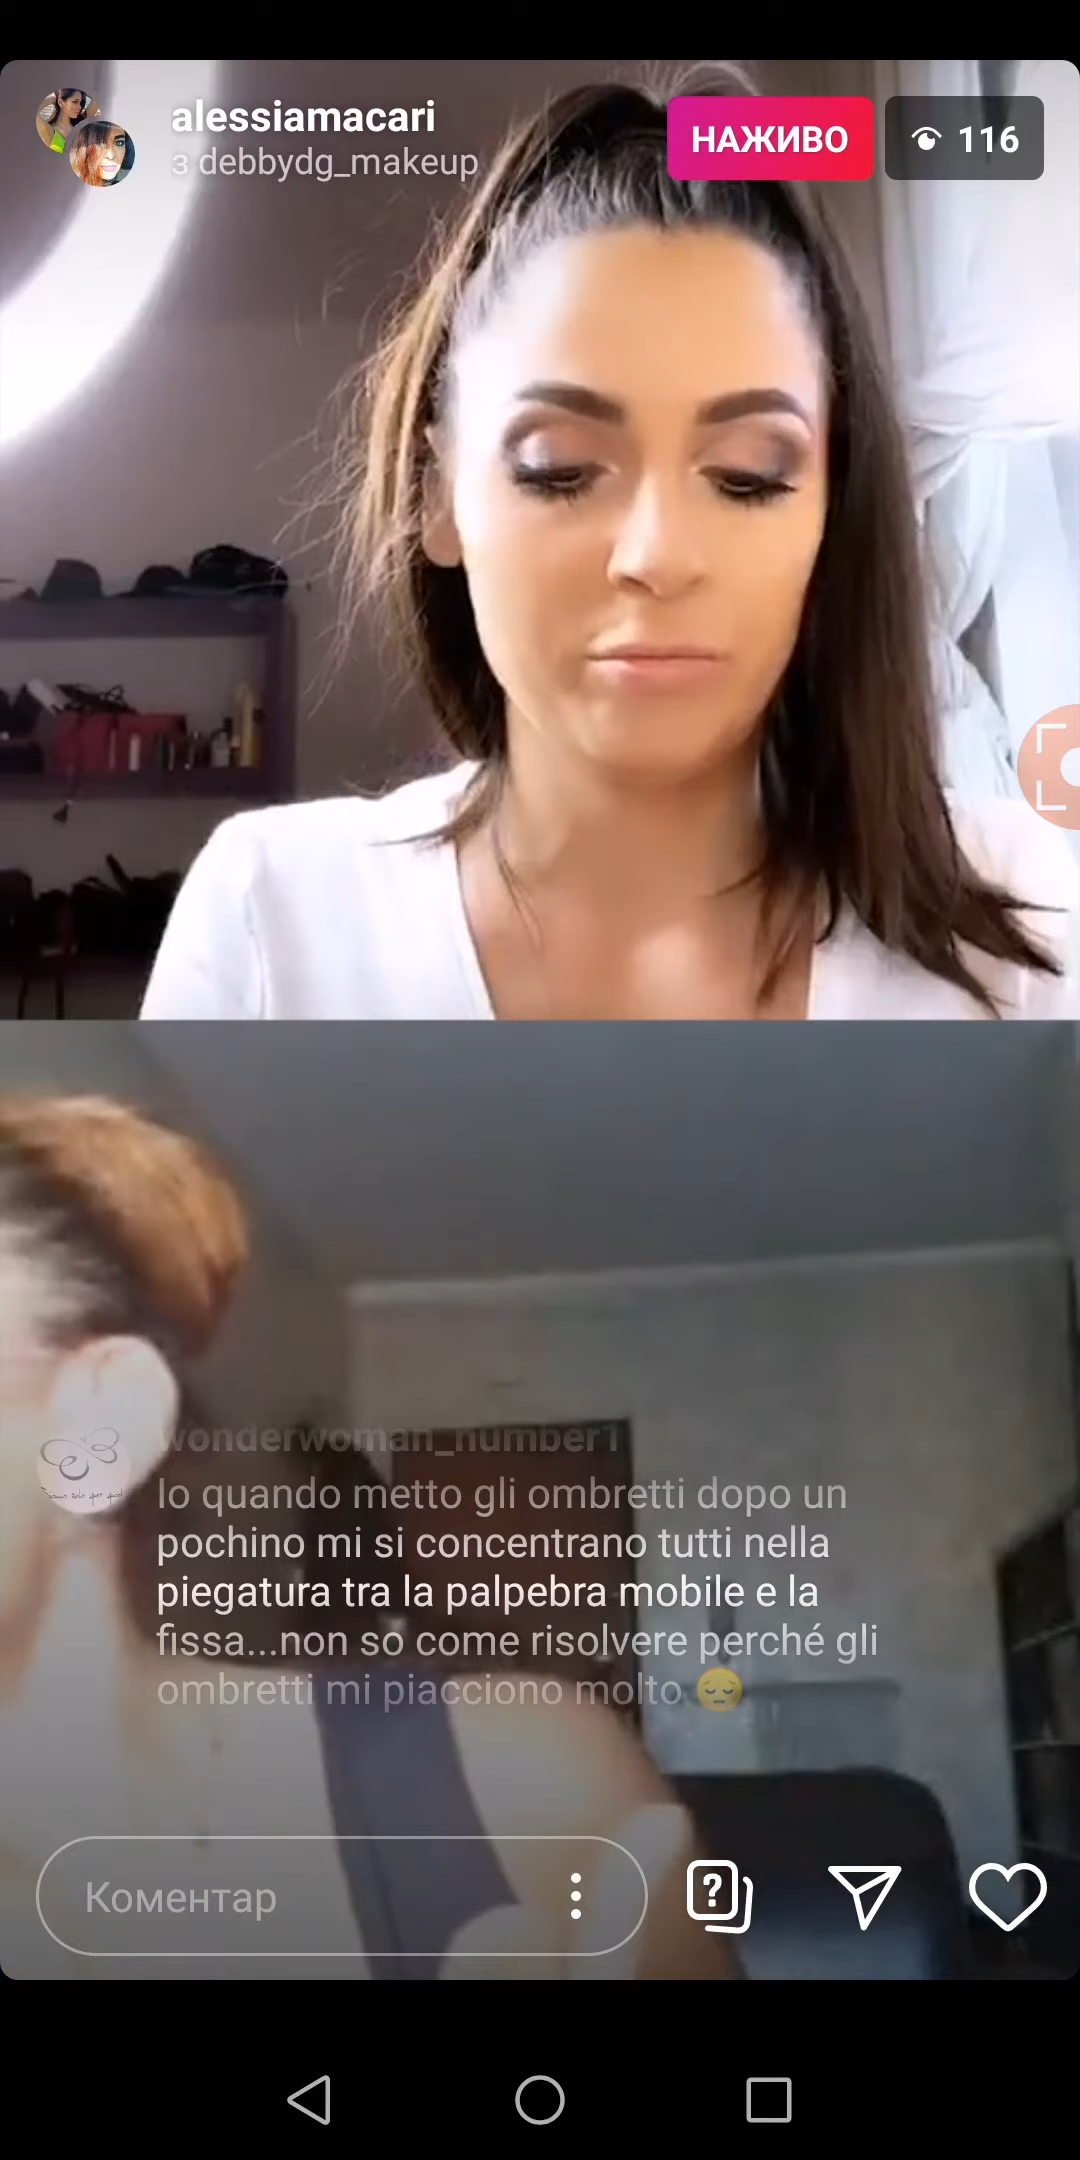 alessiamacari
з debbydg_makeup
НАЖИВО
116
wonderwoman_number1
Io quando metto gli ombretti dopo un
pochino mi si concentrano tutti nella
piegatura tra la palpebra mobile e la
fissa...non so come risolvere perché gli
ombretti mi piacciono molto 😔
Коментар